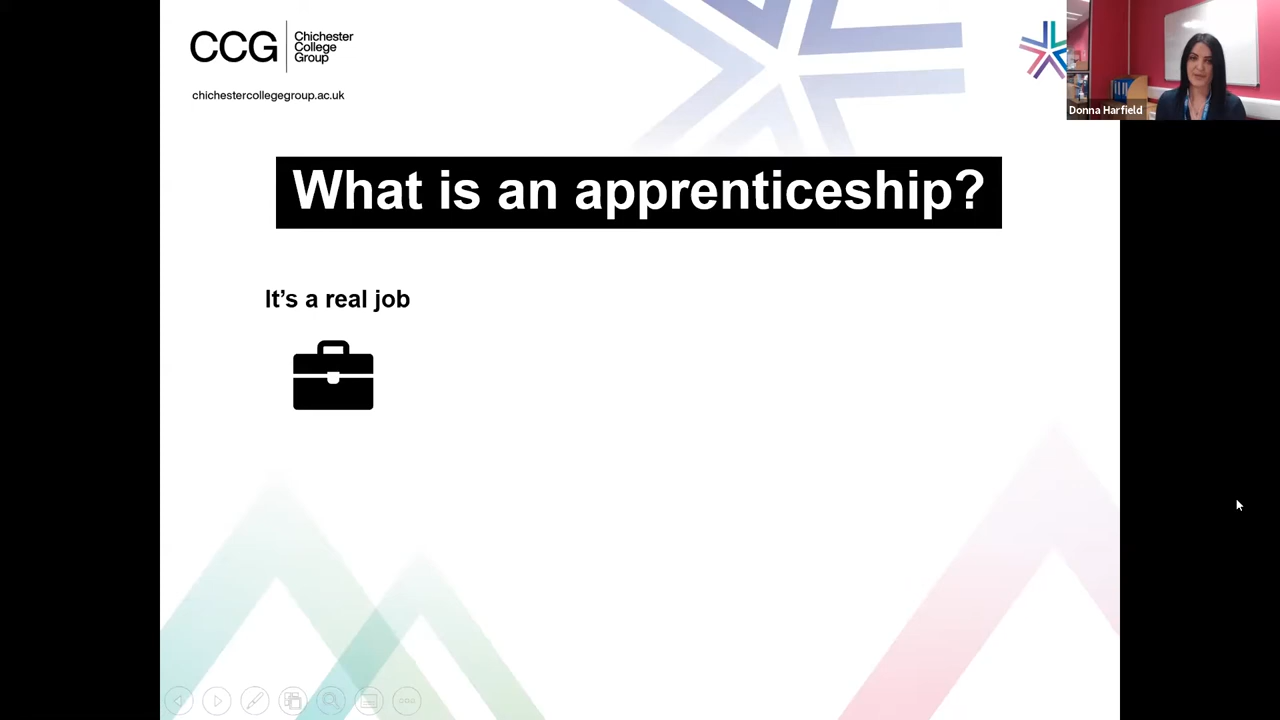 CCG
Chichester
College
Group
chichestercollegegroup.ac.uk
Donna Harfield
What is an apprenticeship?
It's a real job